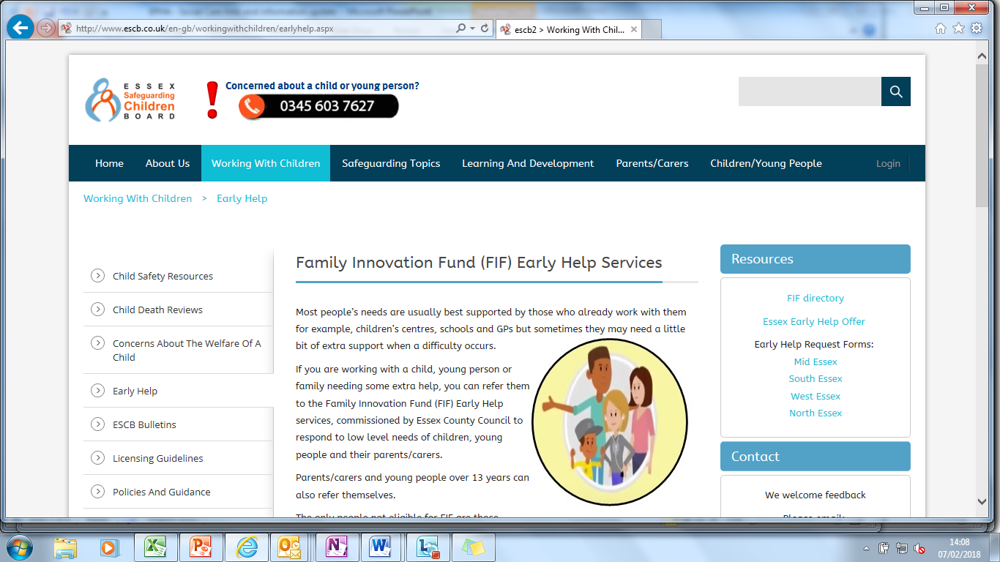 http://www.escb.co.uk/en-gb/workingwithchildren/earlyhelp.aspx
escb2 > Working With Chil...
ESSEX
Safeguarding
Children
BOARD
Concerned about a child or young person?
0345 603 7627
Home About Us Working With Children Safeguarding Topics Learning And Development Parents/Carers Children/Young People Login
Working With Children > Early Help
Child Safety Resources
Child Death Reviews
Concerns About The Welfare Of A
Child
Early Help
ESCB Bulletins
Licensing Guidelines
Policies And Guidance
Family Innovation Fund (FIF) Early Help Services
Most people's needs are usually best supported by those who already work with them
for example, children's centres, schools and GPs but sometimes they may need a little
bit of extra support when a difficulty occurs.
If you are working with a child, young person or
family needing some extra help, you can refer them
to the Family Innovation Fund (FIF) Early Help
services, commissioned by Essex County Council to
respond to low level needs of children, young
people and their parents/carers.
Parents/carers and young people over 13 years can
also refer themselves.
The only people not eligible for FIF are those
Resources
FIF directory
Essex Early Help Offer
Early Help Request Forms:
Mid Essex
South Essex
West Essex
North Essex
Contact
We welcome feedback
Please email:
14:08
07/02/2018